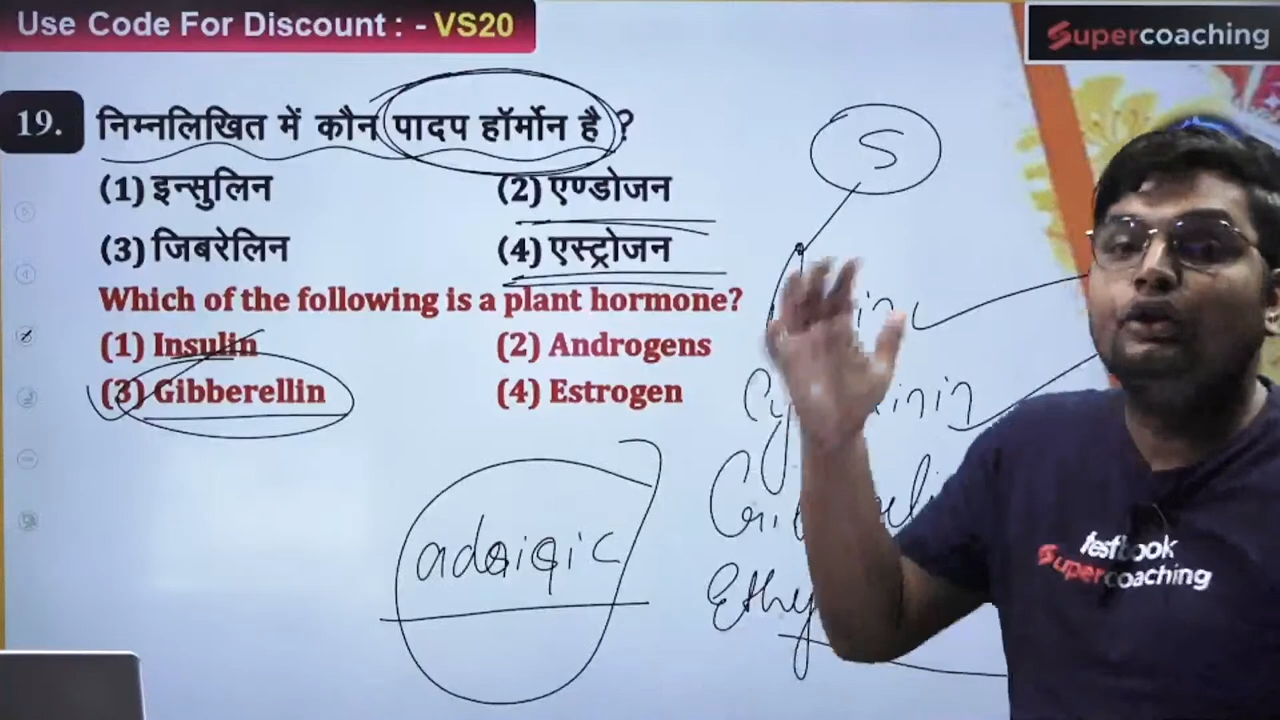 Use Code For Discount : - VS20
Supercoaching
19. निम्नलिखित में कौन पादप हॉर्मोन है ?
(1) इन्सुलिन (2) एण्डोजन
(3) जिबरेलिन (4) एस्ट्रोजन
Which of the following is a plant hormone?
(1) Insulin (2) Androgens
(3) Gibberellin (4) Estrogen
S
testbook
Supercoaching